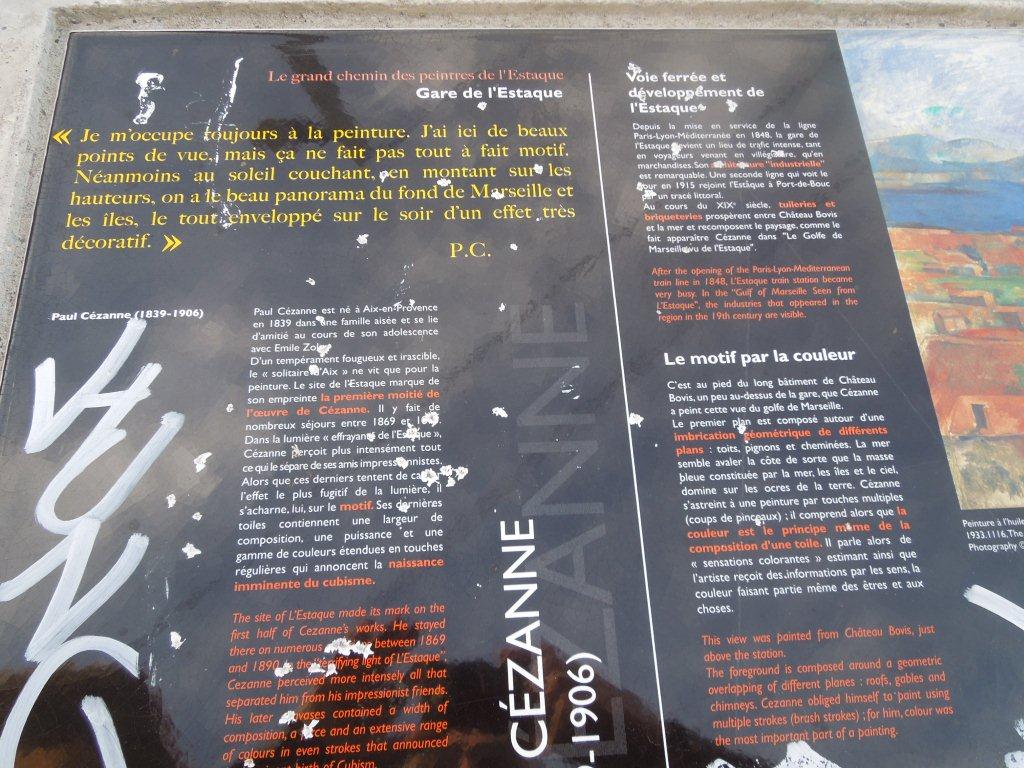 Le grand chemin des peintres de l'Estaque
Gare de l'Estaque
« Je m'occupe toujours à la peinture. J'ai ici de beaux
points de vue, mais ça ne fait pas tout à fait motif.
Néanmoins au soleil couchant, en montant sur les
hauteurs, on a le beau panorama du fond de Marseille et
les îles, le tout enveloppé sur le soir d'un effet très
décoratif. »
P.C.
Paul Cézanne (1839-1906)
Paul Cézanne est né à Aix-en-Provence
en 1839 dans une famille aisée et se lie
d'amitié au cours de son adolescence
avec Emile Zola.
D'un tempérament fougueux et irascible,
le « solitaire d'Aix » ne vit que pour la
peinture. Le site de l'Estaque marque de
son empreinte la première moitié de
l'œuvre de Cézanne. Il y fait de
nombreux séjours entre 1869 et
Dans la lumière « effrayante de l'Estaque »,
Cézanne perçoit plus intensément tout
ce qui le sépare de ses amis impressionnistes.
Alors que ces derniers tentent de
l'effet le plus fugitif de la lumière, il
s'acharne, lui, sur le motif. Ses dernières
toiles contiennent une largeur de
composition, une puissance et une
gamme de couleurs étendues en touches
régulières qui annoncent la naissance
imminente du cubisme.
The site of L'Estaque made its mark on the
first half of Cezanne's works. He stayed
there on numerous between 1869
and 1890 the "terrifying light of L'Estaque".
Cezanne perceived more intensely all that
separated him from his impressionist friends.
His later canvases contained a width of
composition, a force and an extensive range
of colours in even strokes that announced
birth of Cubism.
CÉZANNE
-1906)
CÉZANNE
Voie ferrée et
développement de
l'Estaque
Depuis la mise en service de la ligne
Paris-Lyon-Méditerranée en 1848, la gare de
l'Estaque devient un lieu de trafic intense, tant
en voyageurs venant en villégiature, qu'en
marchandises. Son architecture "industrielle"
est remarquable. Une seconde ligne qui voit le
jour en 1915 rejoint l'Estaque à Port-de-Bouc
par un tracé littoral.
Au cours du XIXe siècle, tuileries et
briqueteries prospèrent entre Château Bovis
et la mer et recomposent le paysage, comme le
fait apparaître Cézanne dans "Le Golfe de
Marseille vu de l'Estaque".
After the opening of the Paris-Lyon-Mediterranean
train line in 1848, L'Estaque train station became
very busy. In the "Gulf of Marseille Seen from
L'Estaque", the industries that appeared in the
region in the 19th century are visible.
Le motif par la couleur
C'est au pied du long bâtiment de Château
Bovis, un peu au-dessus de la gare, que Cézanne
a peint cette vue du golfe de Marseille.
Le premier plan est composé autour d'une
imbrication géométrique de différents
plans : toits, pignons et cheminées. La mer
semble avaler la côte de sorte que la masse
bleue constituée par la mer, les îles et le ciel,
domine sur les ocres de la terre. Cézanne
s'astreint à une peinture par touches multiples
(coups de pinceaux) ; il comprend alors que la
couleur est le principe même de la
composition d'une toile. Il parle alors de
« sensations colorantes » estimant ainsi que
l'artiste reçoit des informations par les sens, la
couleur faisant partie même des êtres et aux
choses.
This view was painted from Château Bovis, just
above the station.
The foreground is composed around a geometric
overlapping of different planes : roofs, gables and
chimneys. Cezanne obliged himself to paint using
multiple strokes (brush strokes) ; for him, colour was
the most important part of a painting.
Peinture à l'huile
1933.1116, The
Photography ©